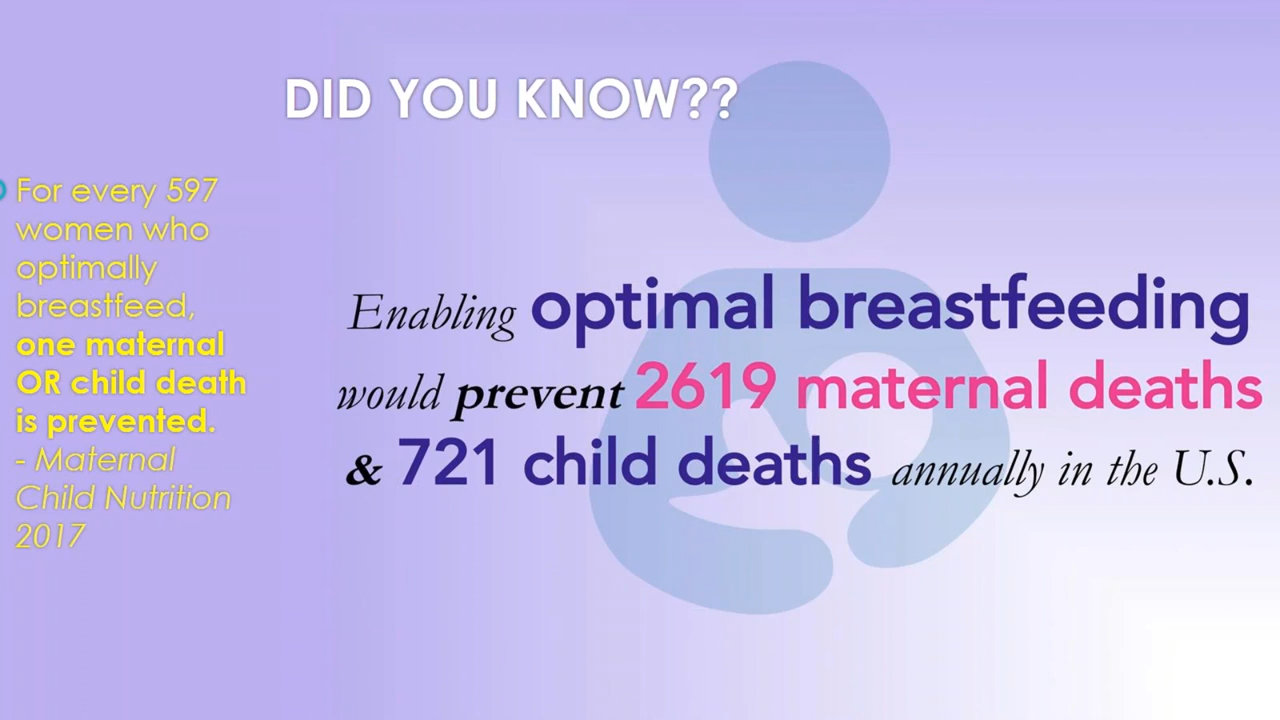 DID YOU KNOW??
For every 597
women who
optimally
breastfeed,
one maternal
OR child death
is prevented.
- Maternal
Child Nutrition
2017
Enabling optimal breastfeeding
would prevent 2619 maternal deaths
& 721 child deaths annually in the U.S.